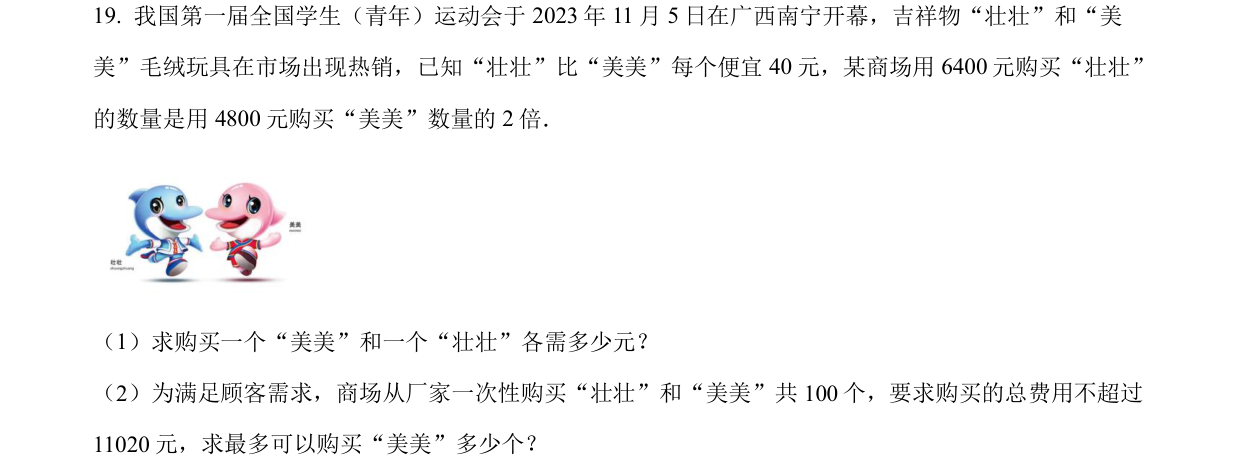 19. 我国第一届全国学生（青年）运动会于 2023 年 11 月 5 日在广西南宁开幕，吉祥物“壮壮”和“美
美”毛绒玩具在市场出现热销，已知“壮壮”比“美美”每个便宜 40 元，某商场用 6400 元购买“壮壮”
的数量是用 4800 元购买“美美”数量的 2 倍．
美美
meimei
壮壮
zhuangzhuang
（1）求购买一个“美美”和一个“壮壮”各需多少元？
（2）为满足顾客需求，商场从厂家一次性购买“壮壮”和“美美”共 100 个，要求购买的总费用不超过
11020 元，求最多可以购买“美美”多少个？